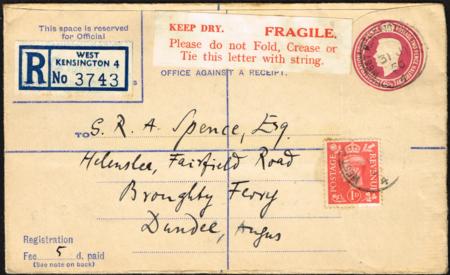 This space is reserved
for Official
KEEP DRY. FRAGILE.
Please do not Fold, Crease or
Tie this letter with string.
R
WEST
KENSINGTON 4
No 3743
OFFICE AGAINST A RECEIPT.
TO
S. R. A. Spence, Esq.
Helenslee, Fairfield Road
Broughty Ferry
Dundee, Angus
POSTAGE
REVENUE
1D
Registration
Fee 5 d. paid
(See note on back)